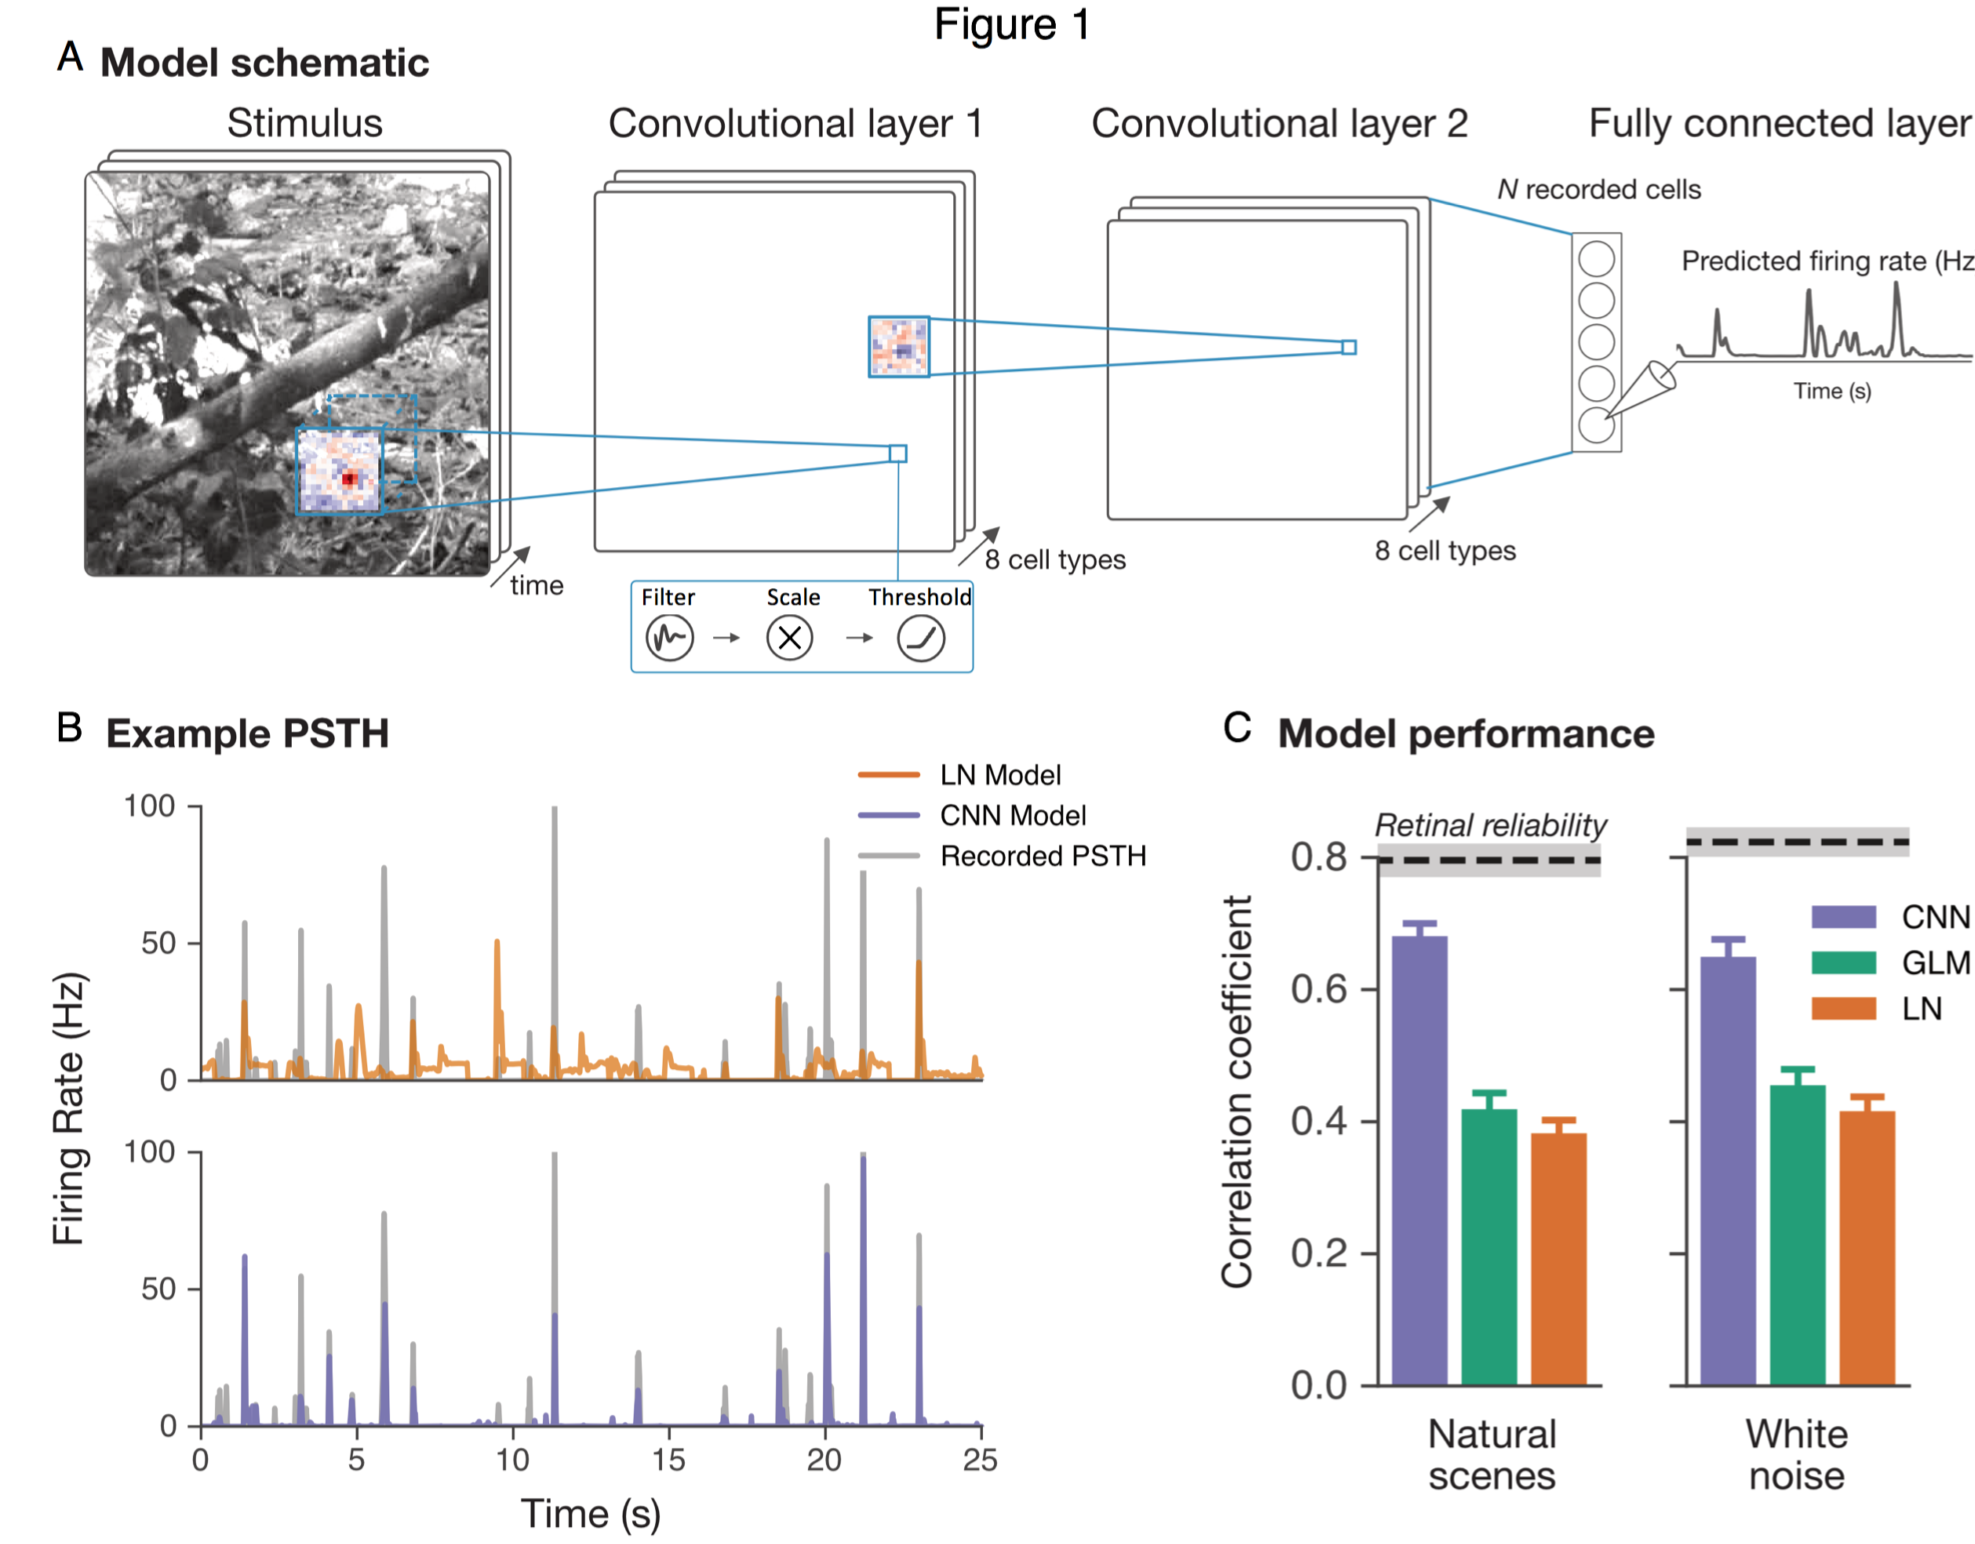 Figure 1
A Model schematic
Stimulus
Convolutional layer 1
Convolutional layer 2
Fully connected layer
N recorded cells
Predicted firing rate (Hz
Time (s)
time
8 cell types
8 cell types
Filter
Scale
Threshold
B Example PSTH
LN Model
CNN Model
Recorded PSTH
Firing Rate (Hz)
100
50
0
100
50
0
0 5 10 15 20 25
Time (s)
C Model performance
Retinal reliability
Correlation coefficient
0.8
0.6
0.4
0.2
0.0
CNN
GLM
LN
Natural
scenes
White
noise